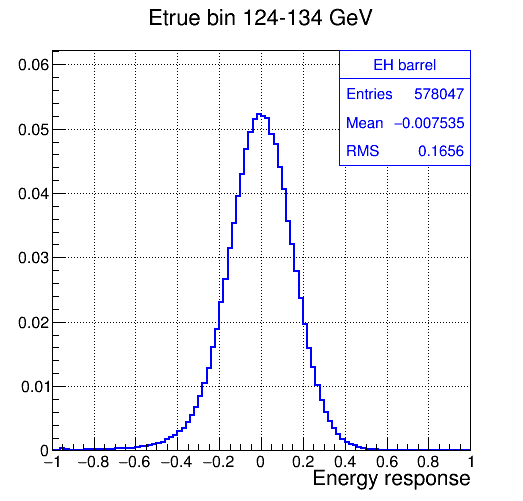 Etrue bin 124-134 GeV
EH barrel
Entries 578047
Mean −0.007535
RMS 0.1656
0.06
0.05
0.04
0.03
0.02
0.01
0
−1 −0.8 −0.6 −0.4 −0.2 0 0.2 0.4 0.6 0.8 1
Energy response